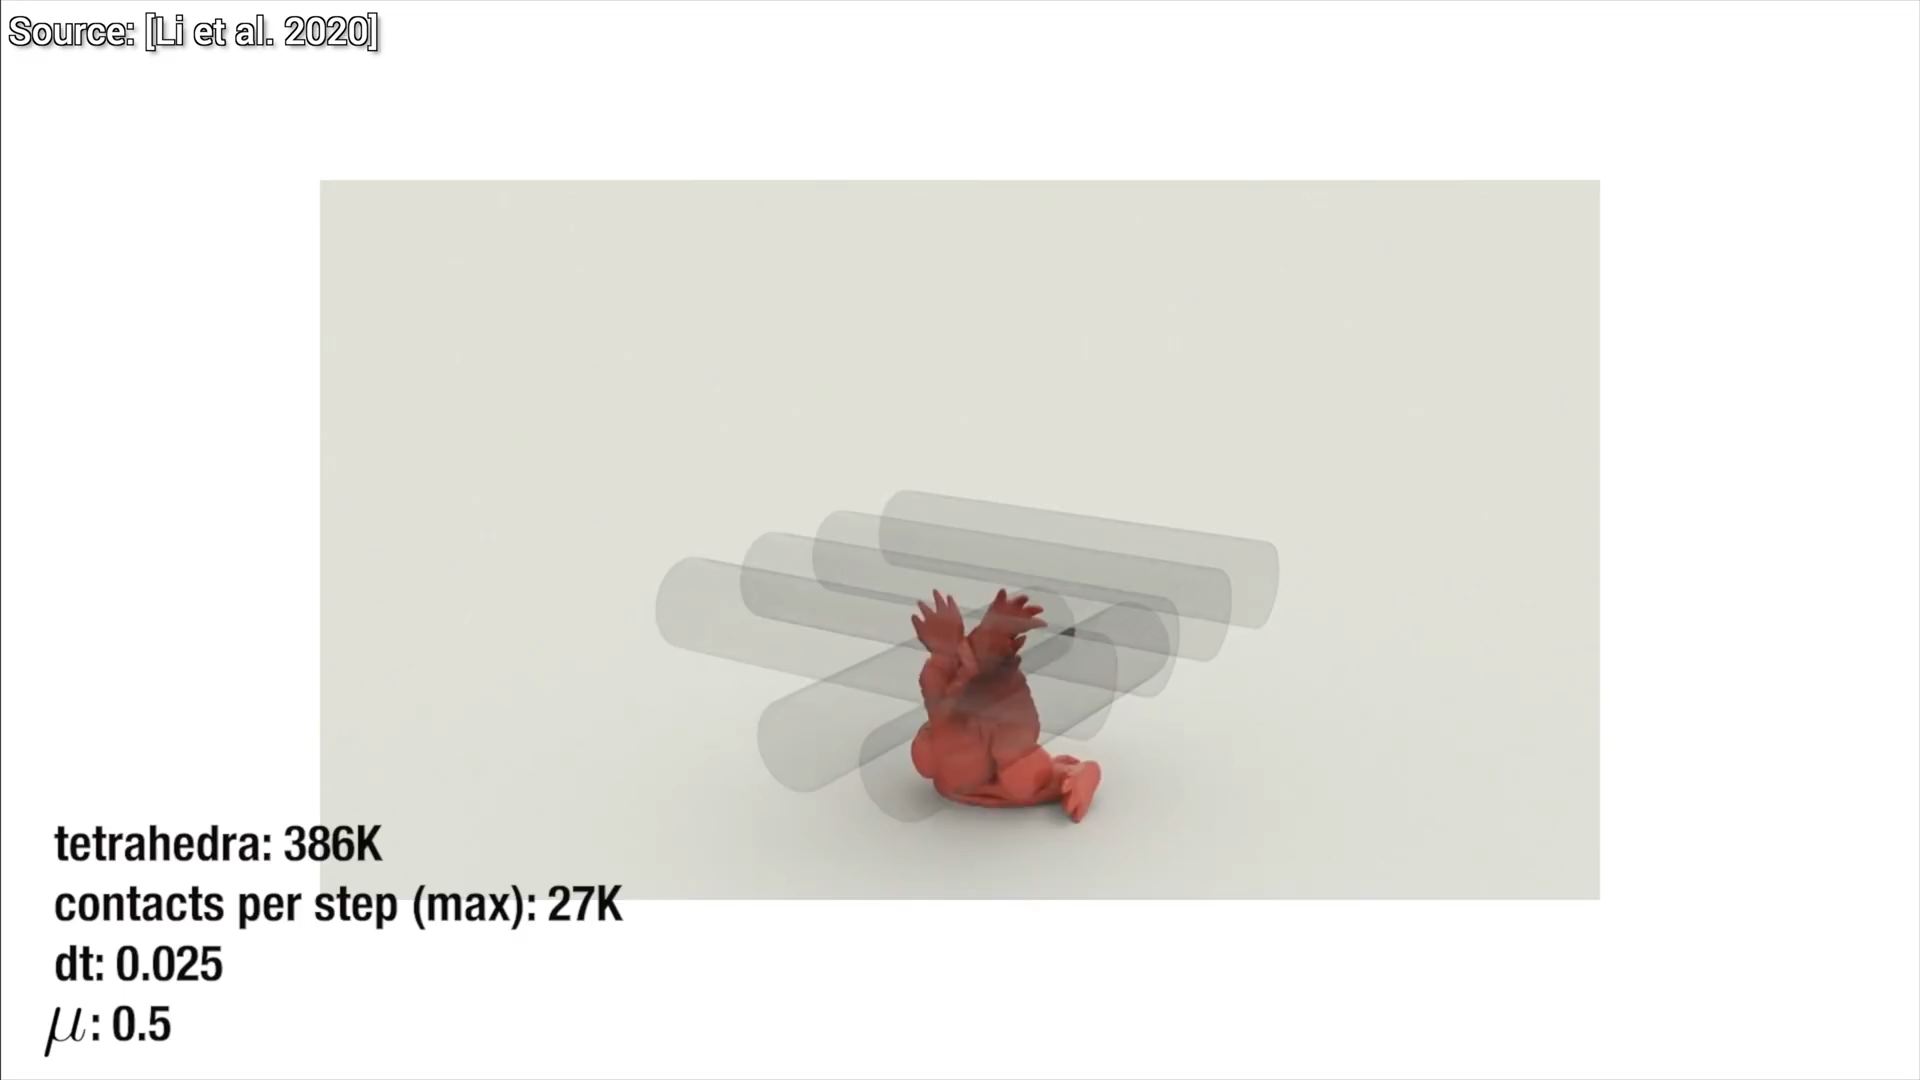 Source: [Li et al. 2020]
tetrahedra: 386K
contacts per step (max): 27K
dt: 0.025
μ: 0.5